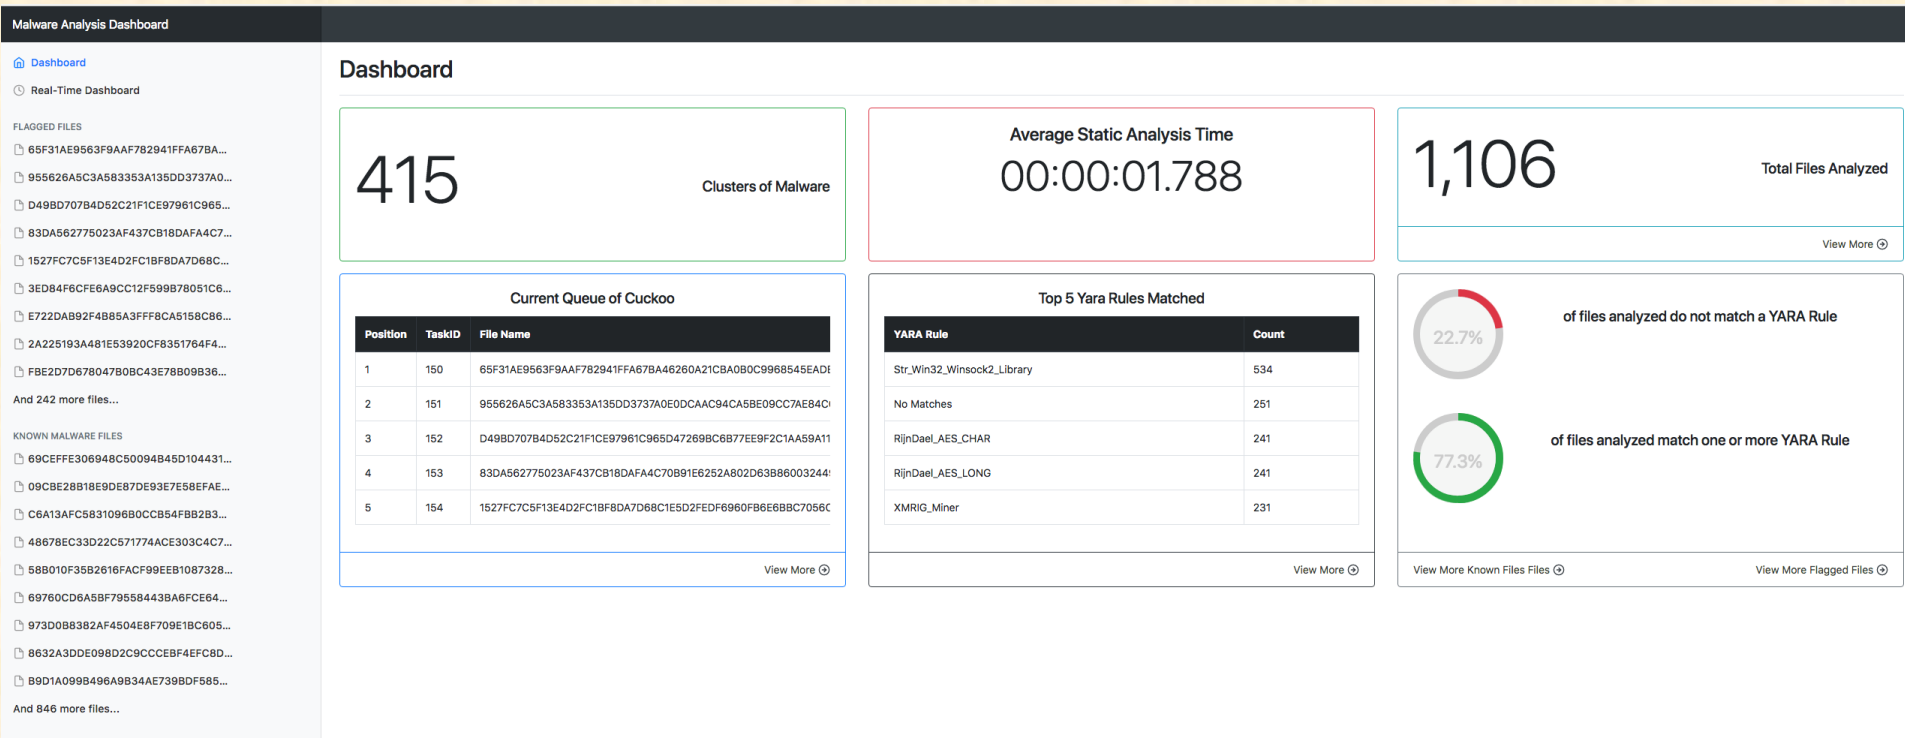 Malware Analysis Dashboard
Dashboard
Real-Time Dashboard
FLAGGED FILES
65F31AE9563F9AAF782941FFA67BA...
955626A5C3A583353A135DD3737A0...
D49BD707B4D52C21F1CE97961C965...
83DA562775023AF437CB18DAFA4C7...
1527FC7C5F13E4D2FC1BF8DA7D68C...
3ED84F6CFE6A9CC12F599B78051C6...
E722DAB92F4B85A3FFF8CA5158C86...
2A225193A481E53920CF8351764F4...
FBE2D7D678047B0BC43E78B09B36...
And 242 more files...
KNOWN MALWARE FILES
69CEFFE306948C50094B45D104431...
09CBE28B18E9DE87DE93E7E58EFAE...
C6A13AFC5831096B0CCB54FBB2B3...
48678EC33D22C571774ACE303C4C7...
58B010F35B2616FACF99EEB1087328...
69760CD6A5BF79558443BA6FCE64...
973D0B8382AF4504E8F709E1BC605...
8632A3DDE098D2C9CCCEBF4EFC8D...
B9D1A099B496A9B34AE739BDF585...
And 846 more files...
Dashboard
415 Clusters of Malware
Average Static Analysis Time
00:00:01.788
1,106 Total Files Analyzed
View More
Current Queue of Cuckoo
Position TaskID File Name
1 150 65F31AE9563F9AAF782941FFA67BA46260A21CBA0B0C9968545EADE
2 151 955626A5C3A583353A135DD3737A0E0DCAAC94CA5BE09CC7AE84C
3 152 D49BD707B4D52C21F1CE97961C965D47269BC6B77EE9F2C1AA59A11
4 153 83DA562775023AF437CB18DAFA4C70B91E6252A802D63B86003244
5 154 1527FC7C5F13E4D2FC1BF8DA7D68C1E5D2FEDF6960FB6E6BBC7056C
View More
Top 5 Yara Rules Matched
YARA Rule Count
Str_Win32_Winsock2_Library 534
No Matches 251
RijnDael_AES_CHAR 241
RijnDael_AES_LONG 241
XMRIG_Miner 231
View More
22.7% of files analyzed do not match a YARA Rule
77.3% of files analyzed match one or more YARA Rule
View More Known Files Files View More Flagged Files